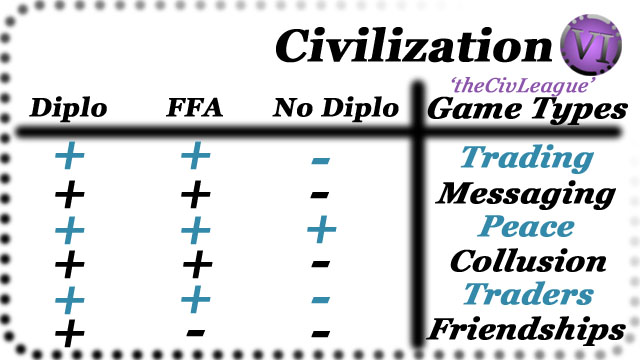 Civilization VI
'theCivLeague'
Diplo FFA No Diplo Game Types
+ + - Trading
+ + - Messaging
+ + + Peace
+ + - Collusion
+ + - Traders
+ - - Friendships